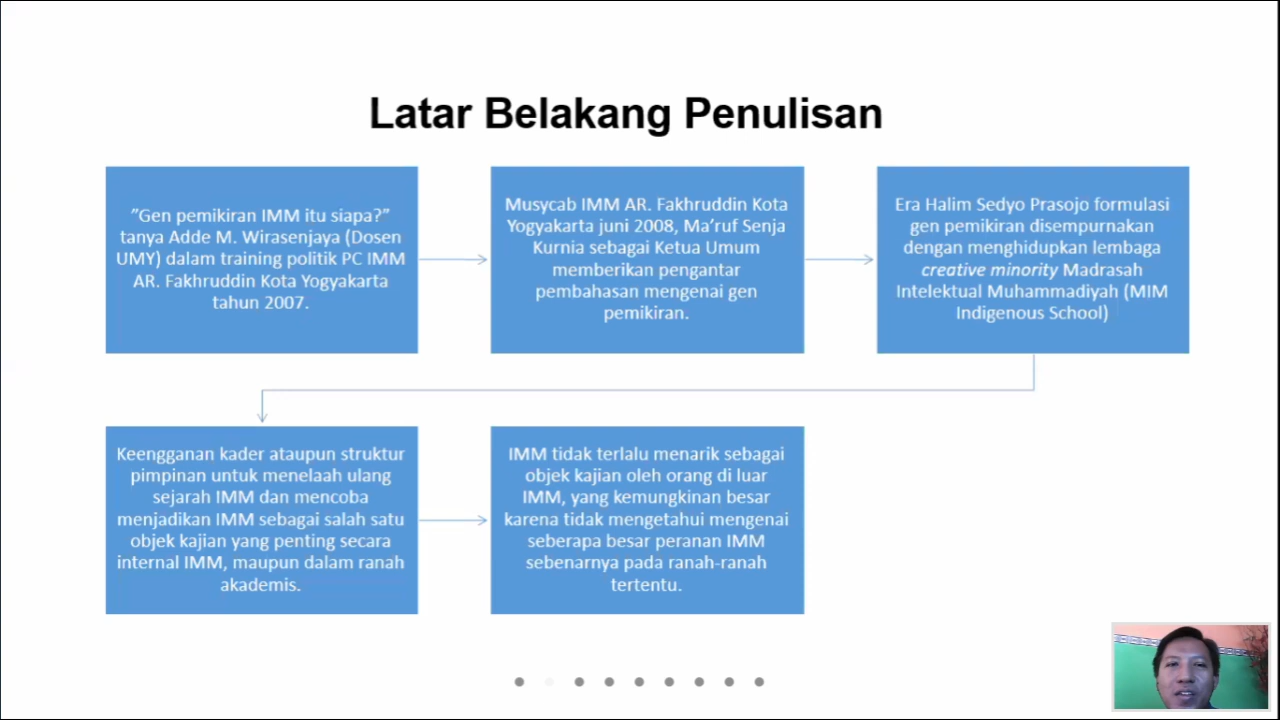 Latar Belakang Penulisan
”Gen pemikiran IMM itu siapa?”
tanya Adde M. Wirasenjaya (Dosen
UMY) dalam training politik PC IMM
AR. Fakhruddin Kota Yogyakarta
tahun 2007.
Musycab IMM AR. Fakhruddin Kota
Yogyakarta juni 2008, Ma’ruf Senja
Kurnia sebagai Ketua Umum
memberikan pengantar
pembahasan mengenai gen
pemikiran.
Era Halim Sedyo Prasojo formulasi
gen pemikiran disempurnakan
dengan menghidupkan lembaga
creative minority Madrasah
Intelektual Muhammadiyah (MIM
Indigenous School)
Keengganan kader ataupun struktur
pimpinan untuk menelaah ulang
sejarah IMM dan mencoba
menjadikan IMM sebagai salah satu
objek kajian yang penting secara
internal IMM, maupun dalam ranah
akademis.
IMM tidak terlalu menarik sebagai
objek kajian oleh orang di luar
IMM, yang kemungkinan besar
karena tidak mengetahui mengenai
seberapa besar peranan IMM
sebenarnya pada ranah-ranah
tertentu.